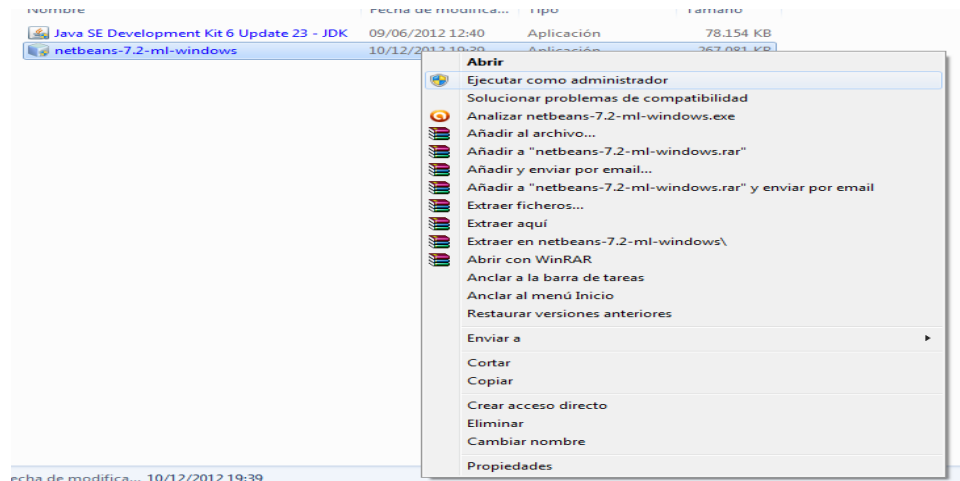 Nombre Fecha de modifica... Tipo Tamaño
Java SE Development Kit 6 Update 23 - JDK 09/06/2012 12:40 Aplicación 78.154 KB
netbeans-7.2-ml-windows 10/12/2012 19:39 Aplicación 267.081 KB
Abrir
Ejecutar como administrador
Solucionar problemas de compatibilidad
Analizar netbeans-7.2-ml-windows.exe
Añadir al archivo...
Añadir a "netbeans-7.2-ml-windows.rar"
Añadir y enviar por email...
Añadir a "netbeans-7.2-ml-windows.rar" y enviar por email
Extraer ficheros...
Extraer aquí
Extraer en netbeans-7.2-ml-windows\
Abrir con WinRAR
Anclar a la barra de tareas
Anclar al menú Inicio
Restaurar versiones anteriores
Enviar a
Cortar
Copiar
Crear acceso directo
Eliminar
Cambiar nombre
Propiedades
echa de modifica... 10/12/2012 19:39